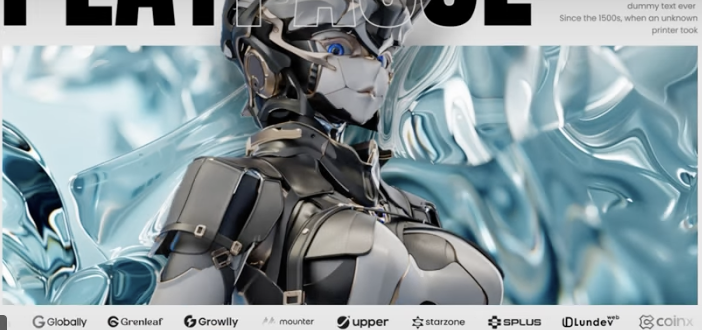 dummy text ever
Since the 1500s, when an unknown
printer took
Globally
Grenleaf
Growlly
mounter
upper
starzone
SPLUS
Lundev web
coinx